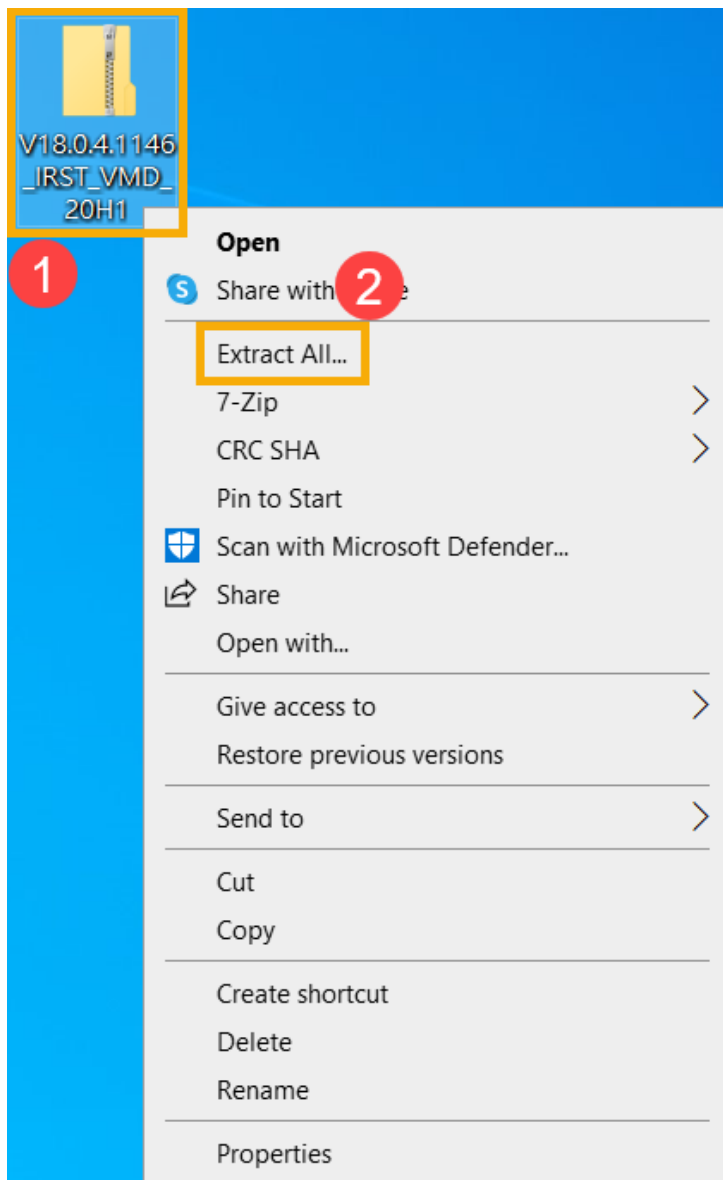 V18.0.4.1146
_IRST_VMD_
20H1
1
Open
Share with
2
Extract All...
7-Zip
CRC SHA
Pin to Start
Scan with Microsoft Defender...
Share
Open with...
Give access to
Restore previous versions
Send to
Cut
Copy
Create shortcut
Delete
Rename
Properties